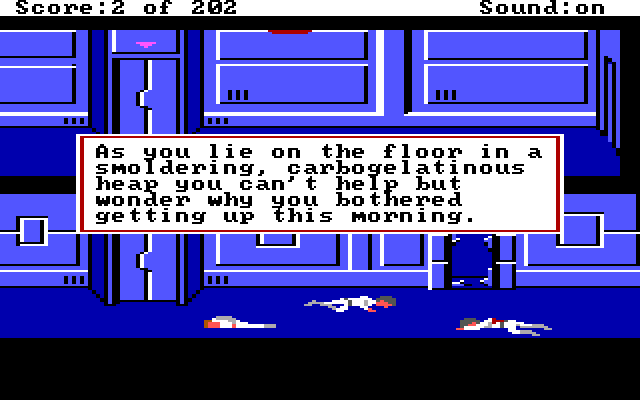 Score:2 of 202 Sound:on
As you lie on the floor in a
smoldering, carbogelatinous
heap you can't help but
wonder why you bothered
getting up this morning.